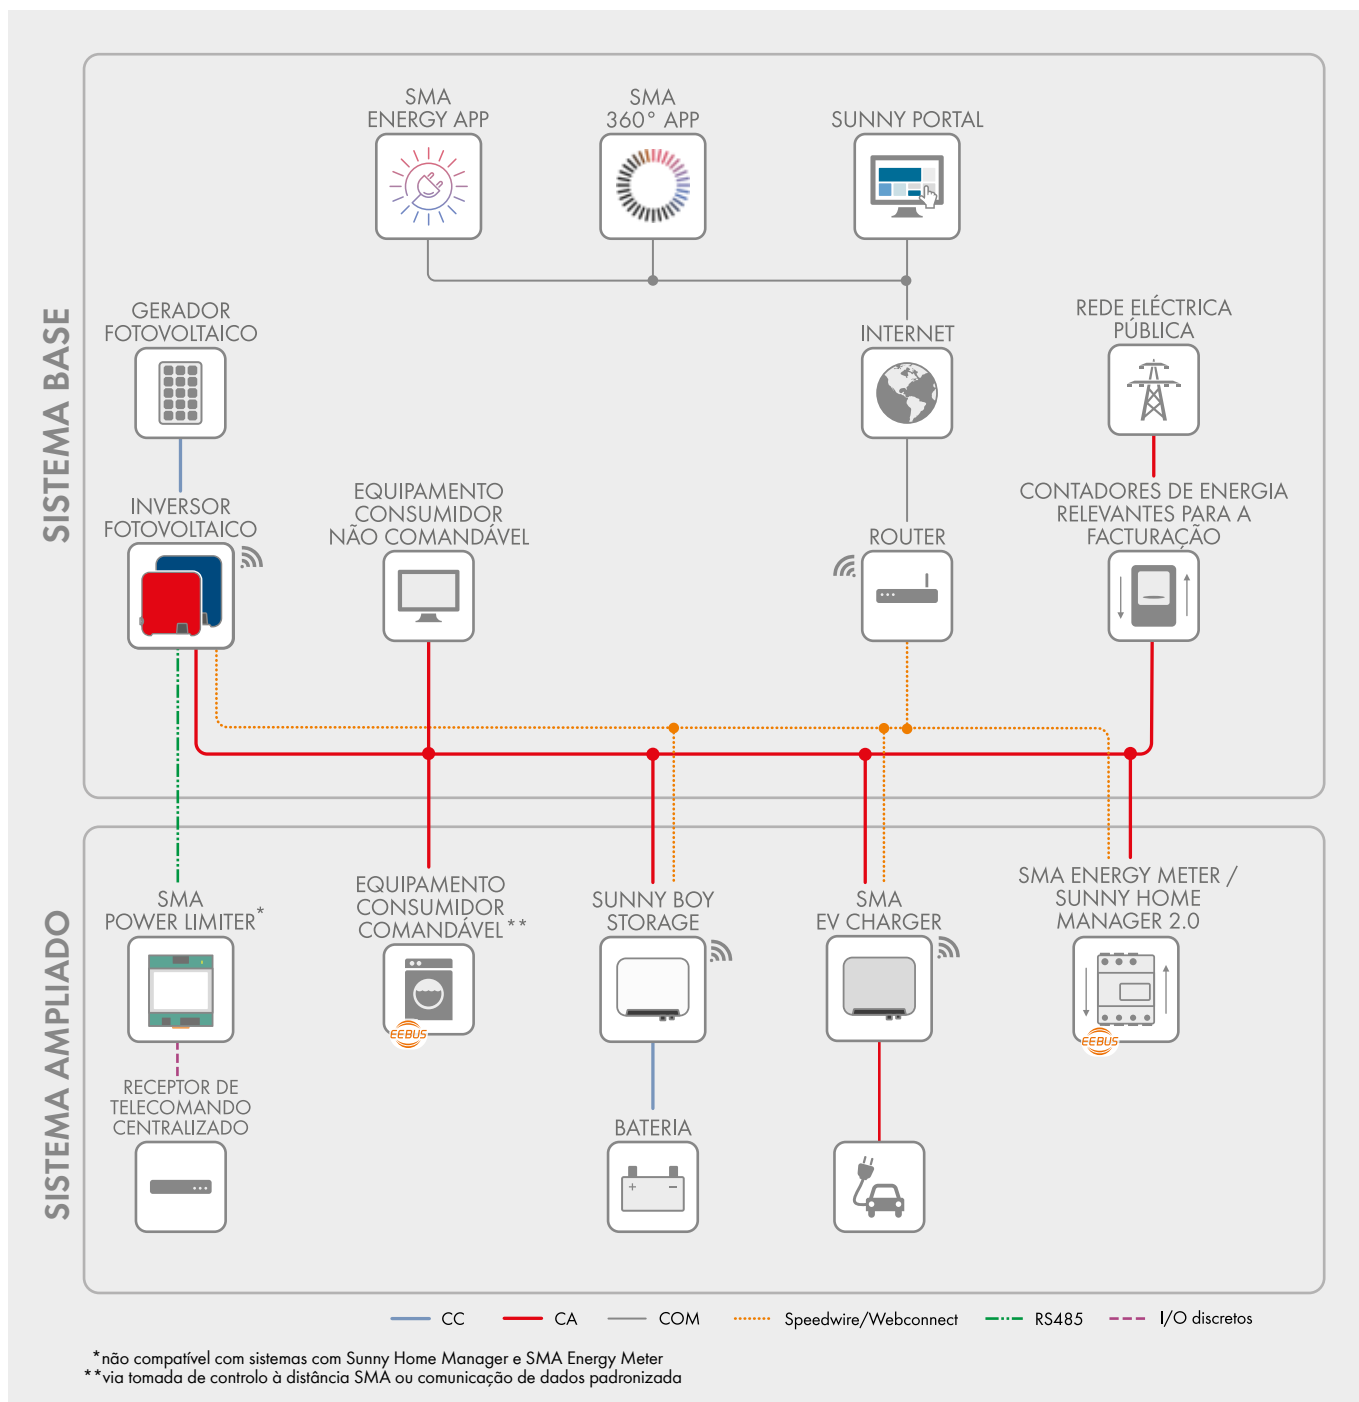 SISTEMA BASE
SMA
ENERGY APP
SMA
360° APP
SUNNY PORTAL
GERADOR
FOTOVOLTAICO
INTERNET
REDE ELÉCTRICA
PÚBLICA
INVERSOR
FOTOVOLTAICO
EQUIPAMENTO
CONSUMIDOR
NÃO COMANDÁVEL
ROUTER
CONTADORES DE ENERGIA
RELEVANTES PARA A
FACTURAÇÃO
SISTEMA AMPLIADO
SMA
POWER LIMITER*
EQUIPAMENTO
CONSUMIDOR
COMANDÁVEL**
EEBUS
SUNNY BOY
STORAGE
SMA
EV CHARGER
SMA ENERGY METER /
SUNNY HOME
MANAGER 2.0
EEBUS
RECEPTOR DE
TELECOMANDO
CENTRALIZADO
BATERIA
+ −
CC
CA
COM
Speedwire/Webconnect
RS485
I/O discretos
*não compatível com sistemas com Sunny Home Manager e SMA Energy Meter
**via tomada de controlo à distância SMA ou comunicação de dados padronizada